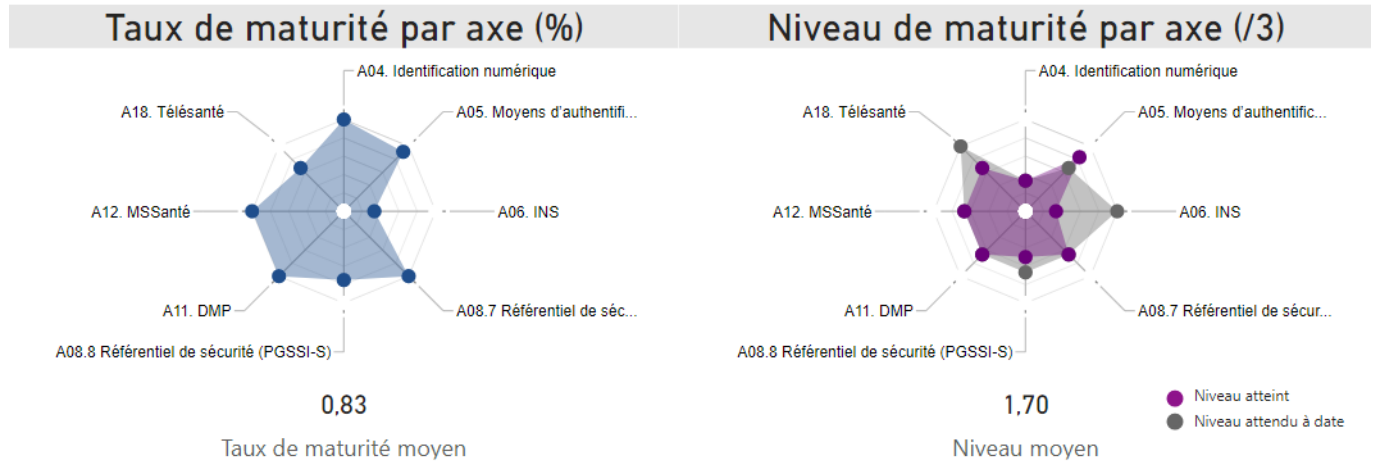 Taux de maturité par axe (%)
A04. Identification numérique
A18. Télésanté
A05. Moyens d'authentifi...
A12. MSSanté
A06. INS
A11. DMP
A08.7 Référentiel de séc...
A08.8 Référentiel de sécurité (PGSSI-S)
0,83
Taux de maturité moyen
Niveau de maturité par axe (/3)
A04. Identification numérique
A18. Télésanté
A05. Moyens d'authentific...
A12. MSSanté
A06. INS
A11. DMP
A08.7 Référentiel de sécur...
A08.8 Référentiel de sécurité (PGSSI-S)
1,70
Niveau moyen
Niveau atteint
Niveau attendu à date